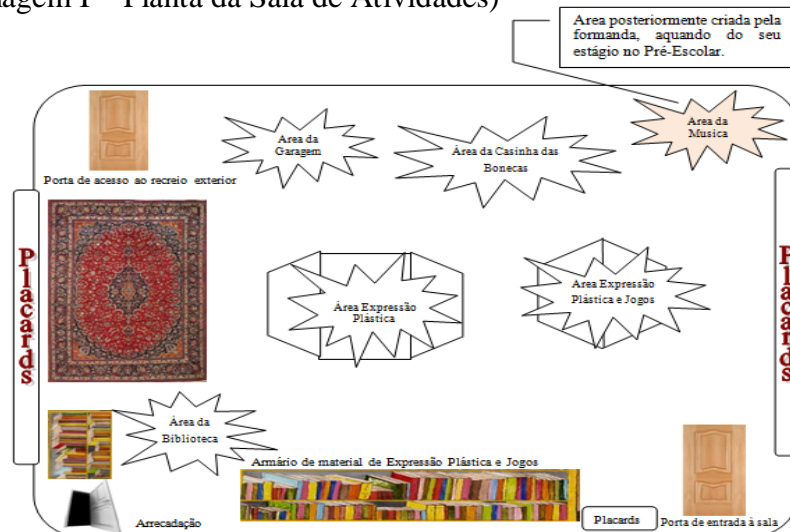 agem I – Planta da Sala de Atividades)
Area posteriormente criada pela
formanda, aquando do seu
estágio no Pré-Escolar.
Area da
Garagem
Área da Casinha das
Bonecas
Area da
Musica
Porta de acesso ao recreio exterior
Placards
Área Expressão
Plástica
Area Expressão
Plástica e Jogos
Placards
Área da
Biblioteca
Armário de material de Expressão Plástica e Jogos
Arrecadação
Placards
Porta de entrada à sala